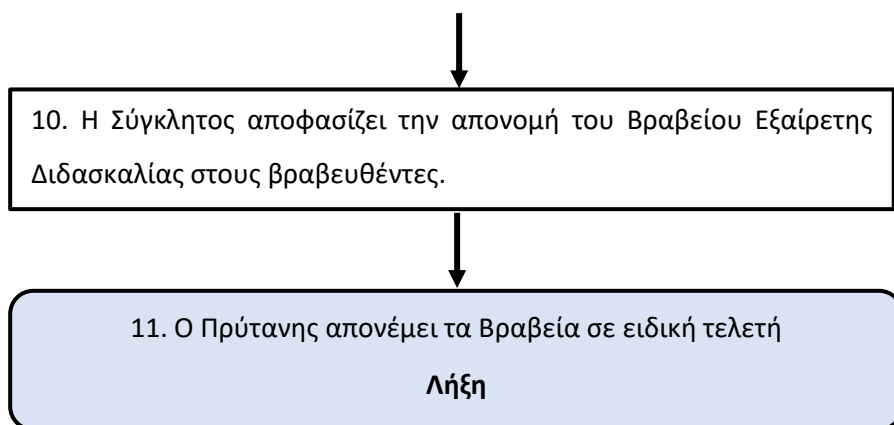 10. Η Σύγκλητος αποφασίζει την απονομή του Βραβείου Εξαίρετης
Διδασκαλίας στους βραβευθέντες.
11. Ο Πρύτανης απονέμει τα Βραβεία σε ειδική τελετή
Λήξη